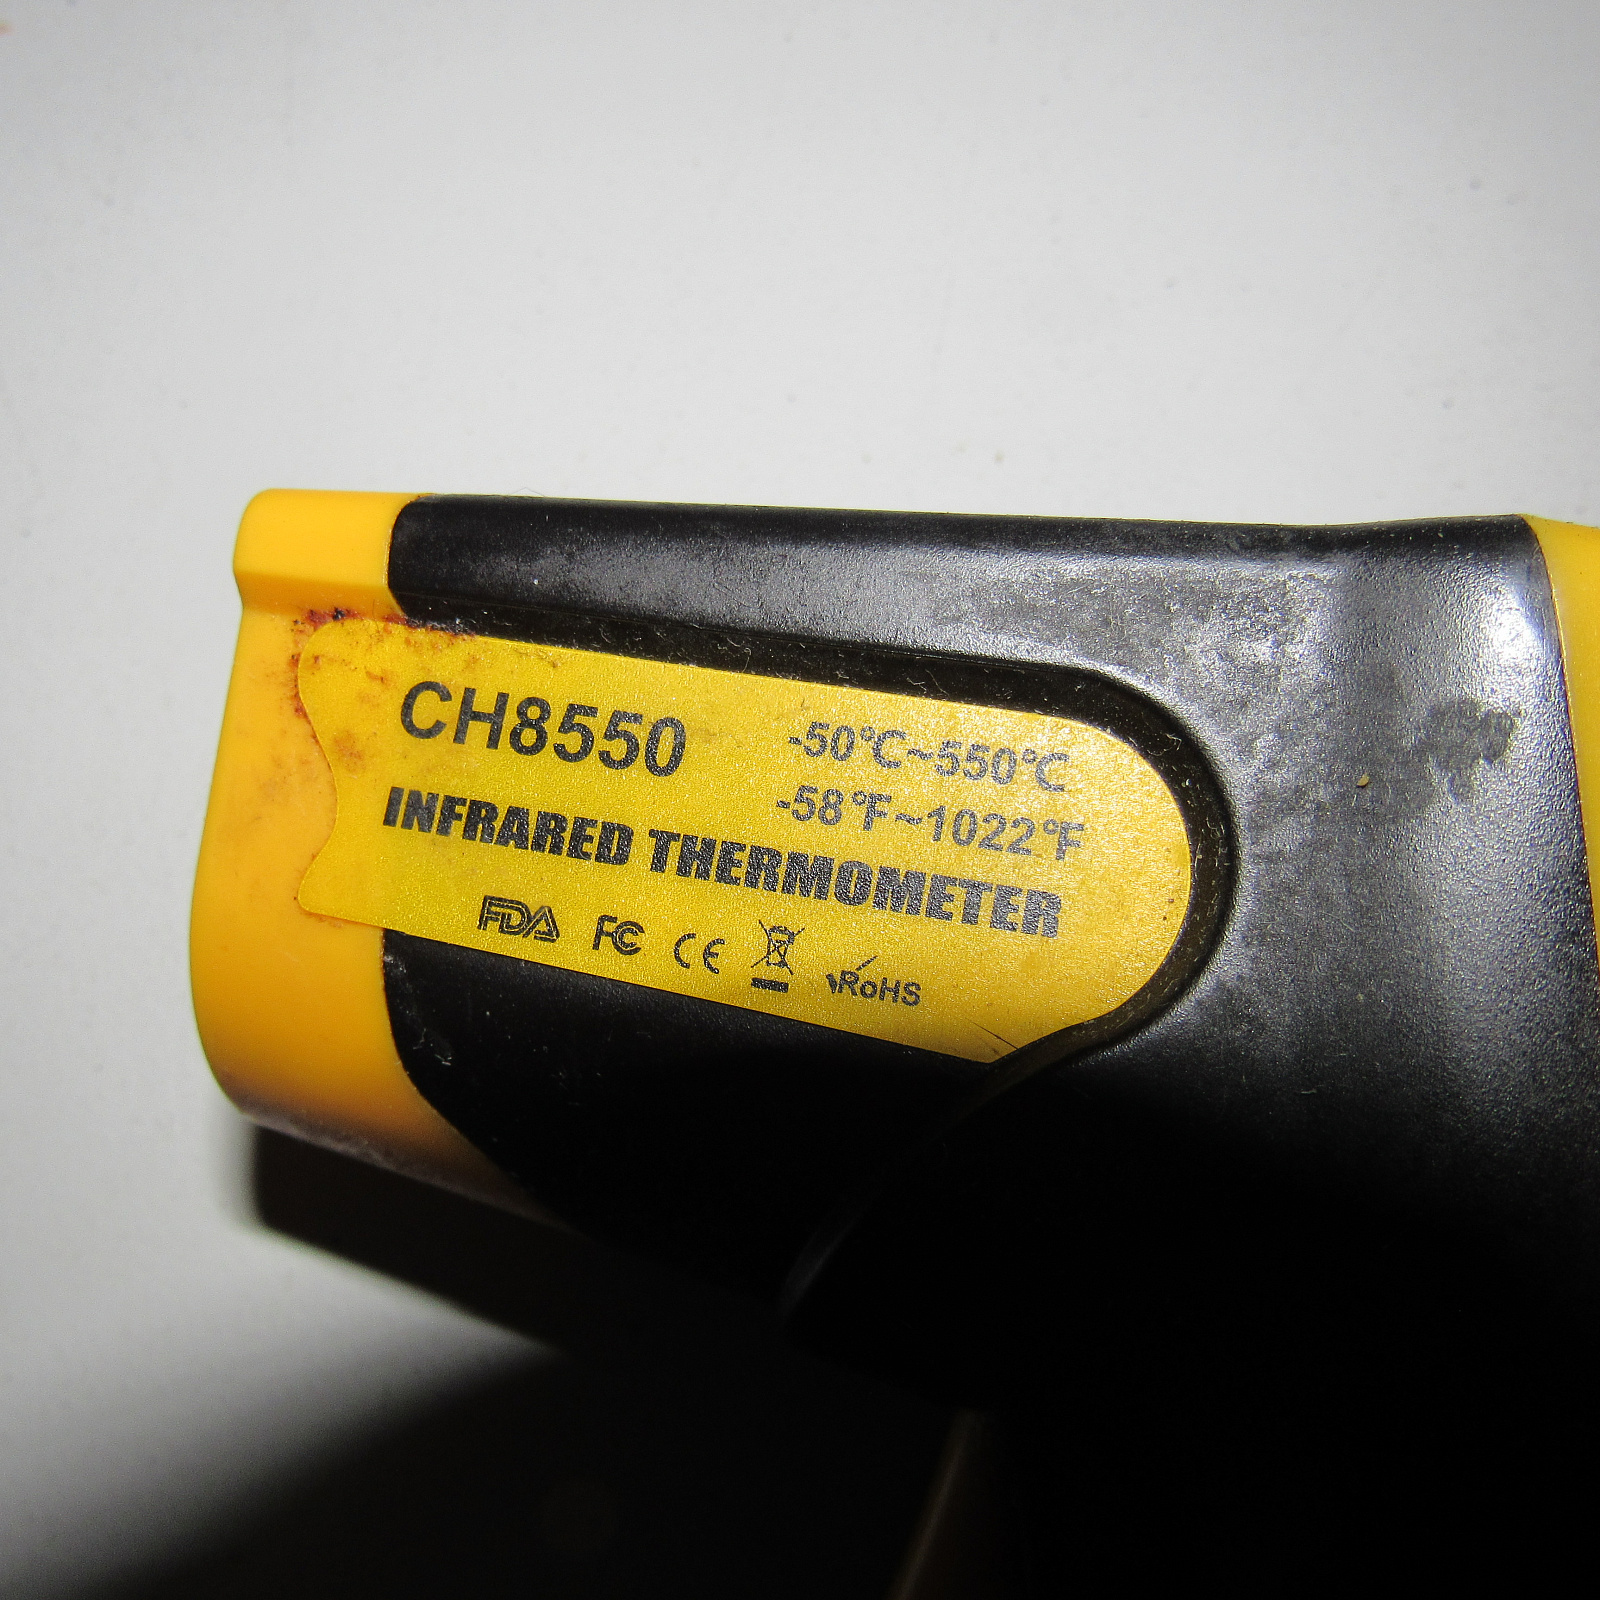 CH8550
-50℃~550℃
-58℉~1022℉
INFRARED THERMOMETER
FDA FC CE RoHS